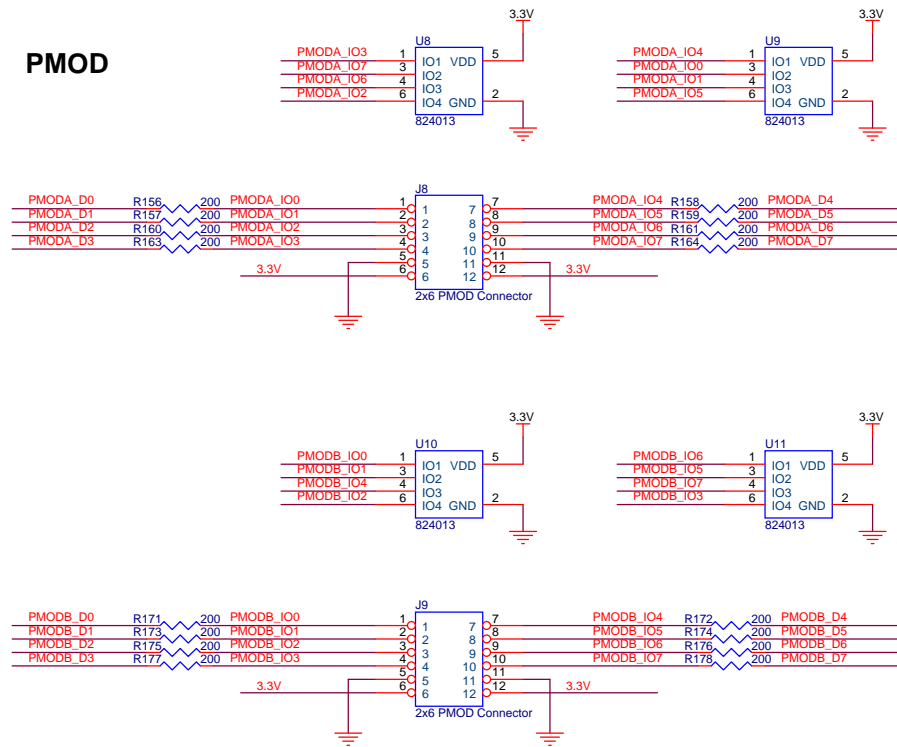 PMOD
3.3V 3.3V
U8 U9
PMODA_IO3 1 IO1 VDD 5 PMODA_IO4 1 IO1 VDD 5
PMODA_IO7 3 IO2 PMODA_IO0 3 IO2
PMODA_IO6 4 IO3 PMODA_IO1 4 IO3
PMODA_IO2 6 IO4 GND 2 PMODA_IO5 6 IO4 GND 2
824013 824013
J8
PMODA_D0 R156 200 PMODA_IO0 1 1 7 7 PMODA_IO4 R158 200 PMODA_D4
PMODA_D1 R157 200 PMODA_IO1 2 2 8 8 PMODA_IO5 R159 200 PMODA_D5
PMODA_D2 R160 200 PMODA_IO2 3 3 9 9 PMODA_IO6 R161 200 PMODA_D6
PMODA_D3 R163 200 PMODA_IO3 4 4 10 10 PMODA_IO7 R164 200 PMODA_D7
5 5 11 11
3.3V 6 6 12 12 3.3V
2x6 PMOD Connector
3.3V 3.3V
U10 U11
PMODB_IO0 1 IO1 VDD 5 PMODB_IO6 1 IO1 VDD 5
PMODB_IO1 3 IO2 PMODB_IO5 3 IO2
PMODB_IO4 4 IO3 PMODB_IO7 4 IO3
PMODB_IO2 6 IO4 GND 2 PMODB_IO3 6 IO4 GND 2
824013 824013
J9
PMODB_D0 R171 200 PMODB_IO0 1 1 7 7 PMODB_IO4 R172 200 PMODB_D4
PMODB_D1 R173 200 PMODB_IO1 2 2 8 8 PMODB_IO5 R174 200 PMODB_D5
PMODB_D2 R175 200 PMODB_IO2 3 3 9 9 PMODB_IO6 R176 200 PMODB_D6
PMODB_D3 R177 200 PMODB_IO3 4 4 10 10 PMODB_IO7 R178 200 PMODB_D7
5 5 11 11
3.3V 6 6 12 12 3.3V
2x6 PMOD Connector